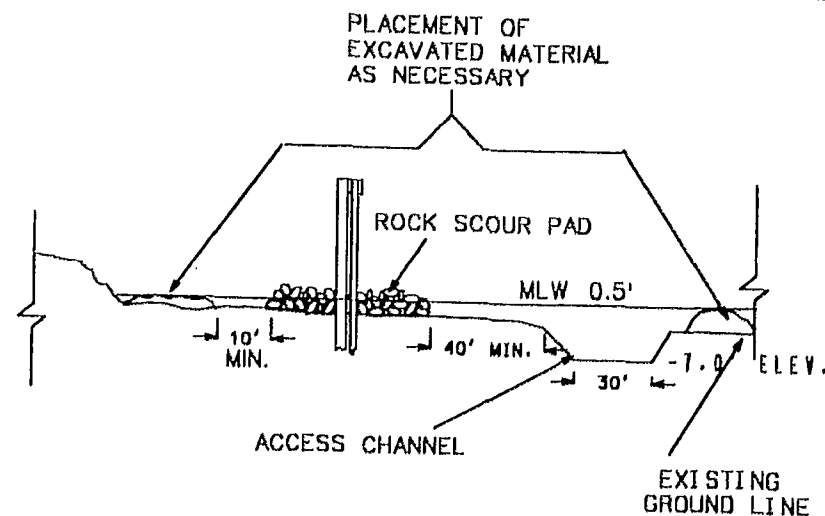 PLACEMENT OF
EXCAVATED MATERIAL
AS NECESSARY
ROCK SCOUR PAD
MLW 0.5'
10'
MIN.
40' MIN.
30'
-7.0 ELEV.
ACCESS CHANNEL
EXISTING
GROUND LINE